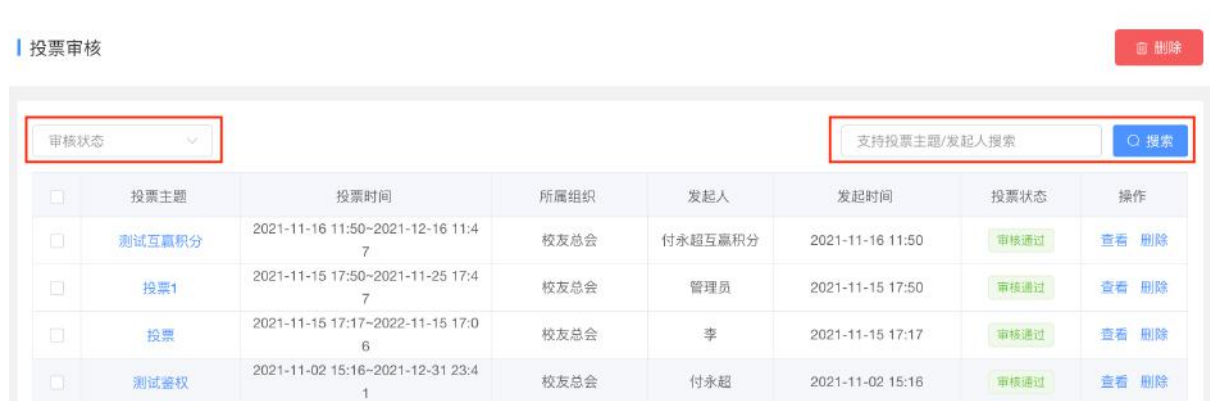 投票审核
删除
审核状态
支持投票主题/发起人搜索
搜索
投票主题 投票时间 所属组织 发起人 发起时间 投票状态 操作
测试互赢积分 2021-11-16 11:50~2021-12-16 11:4 校友总会 付永超互赢积分 2021-11-16 11:50 审核通过 查看 删除
7
投票1 2021-11-15 17:50~2021-11-25 17:4 校友总会 管理员 2021-11-15 17:50 审核通过 查看 删除
7
投票 2021-11-15 17:17~2022-11-15 17:0 校友总会 李 2021-11-15 17:17 审核通过 查看 删除
6
测试鉴权 2021-11-02 15:16~2021-12-31 23:4 校友总会 付永超 2021-11-02 15:16 审核通过 查看 删除
1